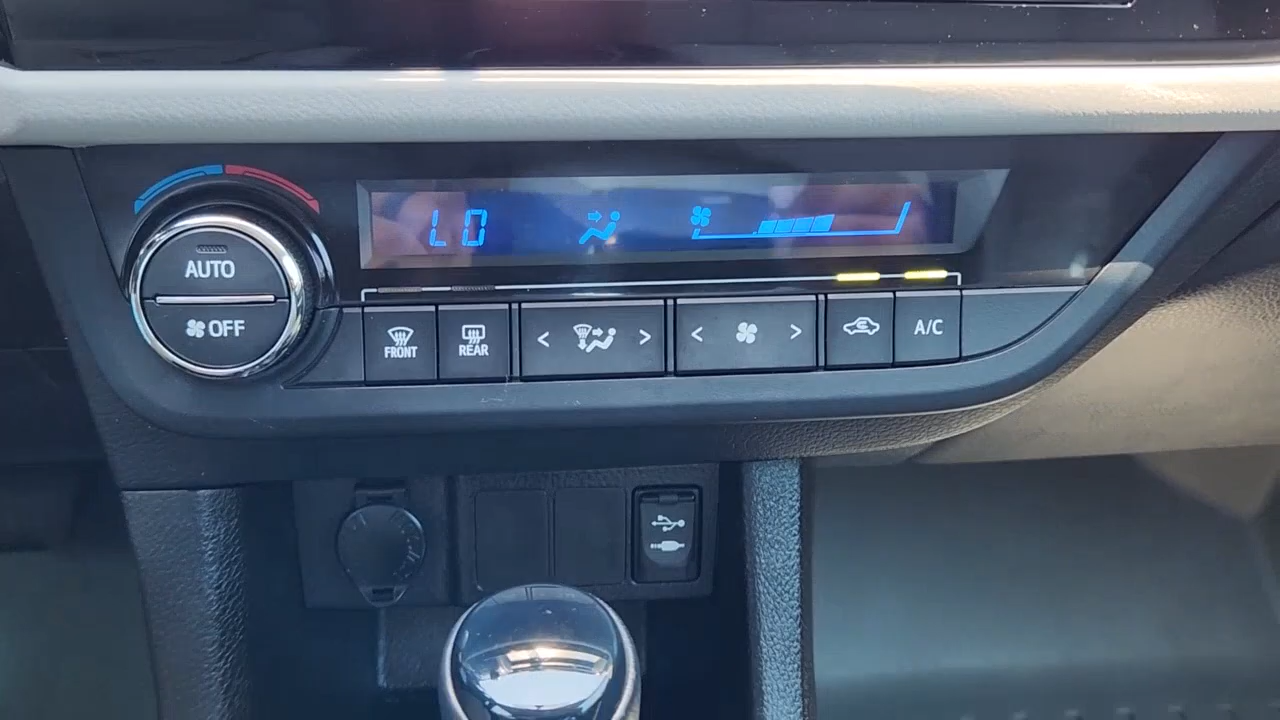 LO
AUTO
OFF
FRONT
REAR
< >
< >
A/C